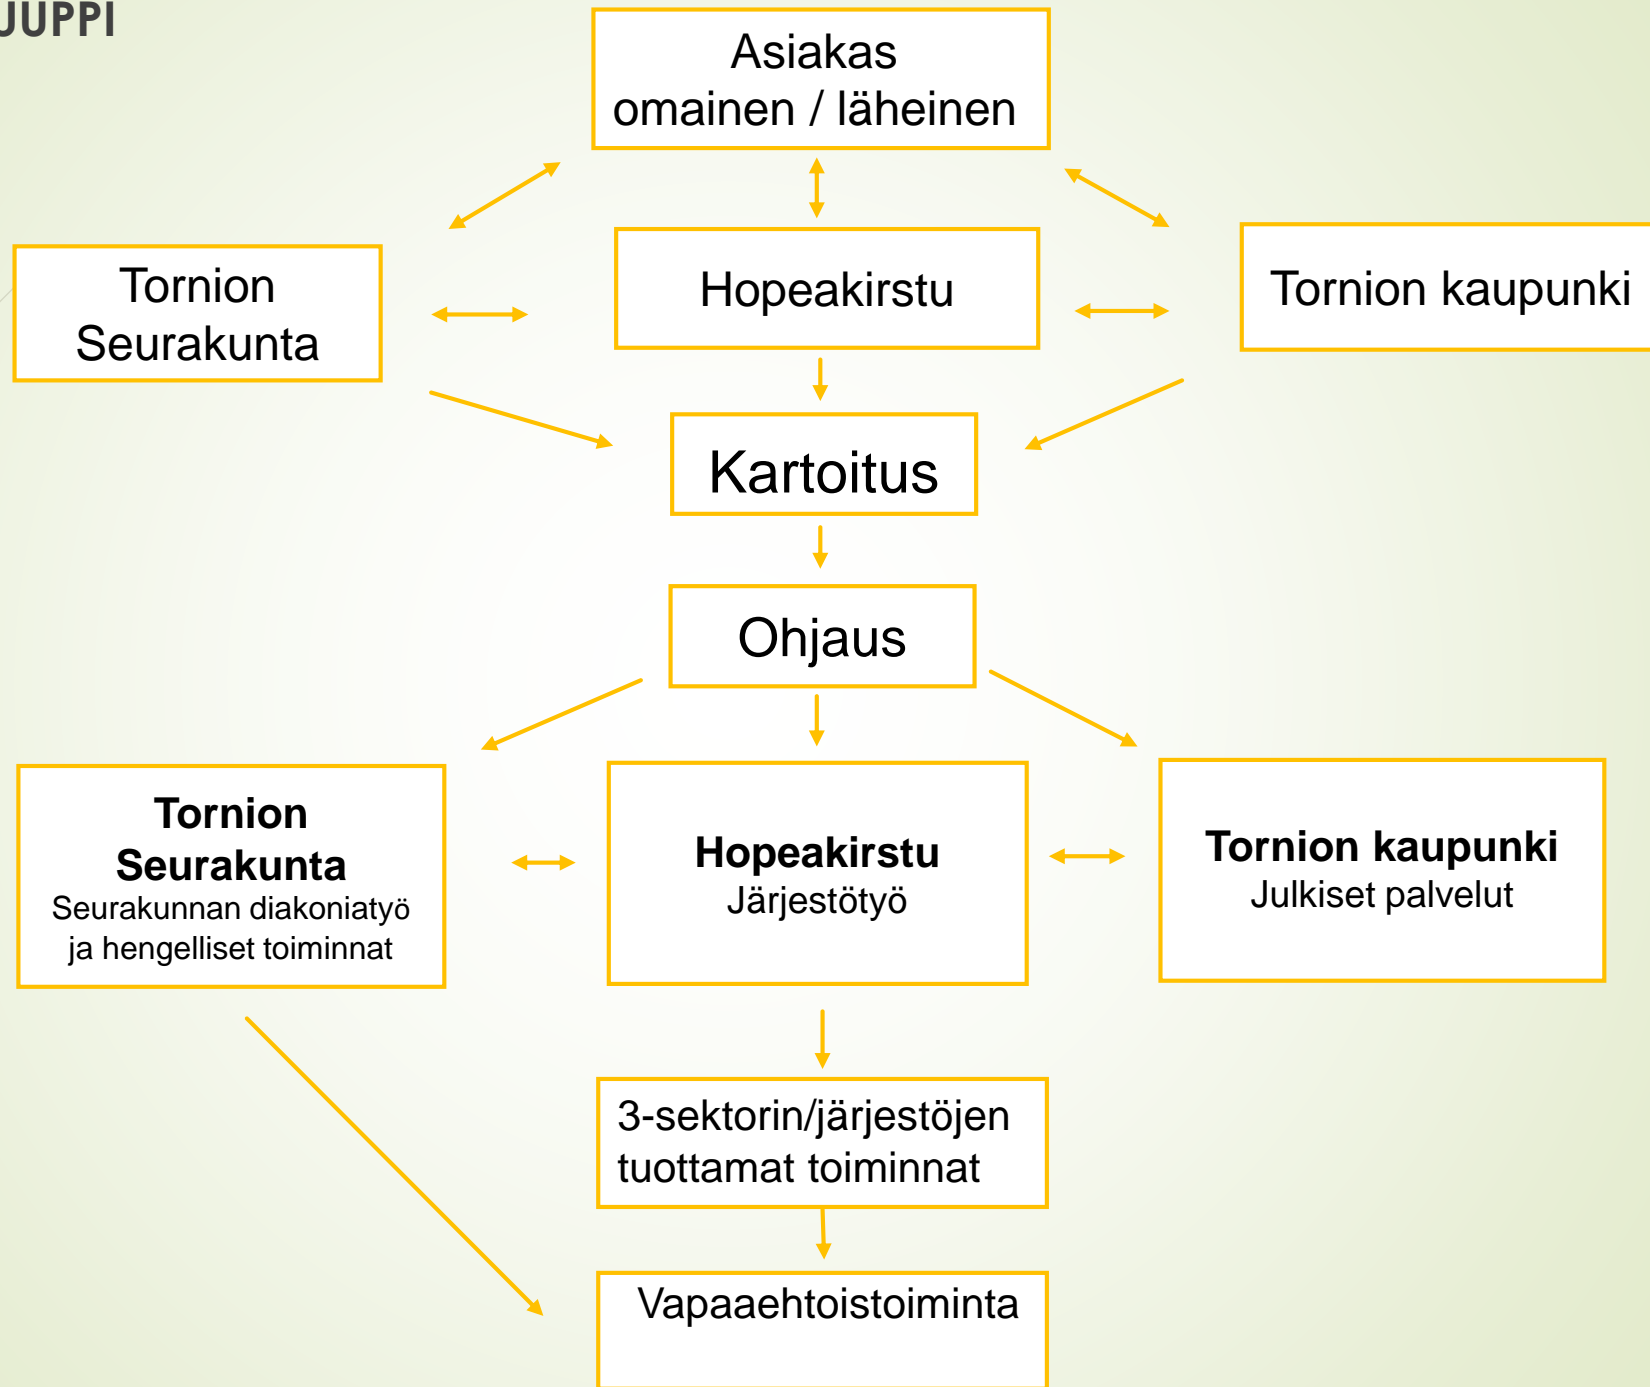 JUPPI
Asiakas
omainen / läheinen
Tornion
Seurakunta
Hopeakirstu
Tornion kaupunki
Kartoitus
Ohjaus
Tornion
Seurakunta
Seurakunnan diakoniatyö
ja hengelliset toiminnat
Hopeakirstu
Järjestötyö
Tornion kaupunki
Julkiset palvelut
3-sektorin/järjestöjen
tuottamat toiminnat
Vapaaehtoistoiminta